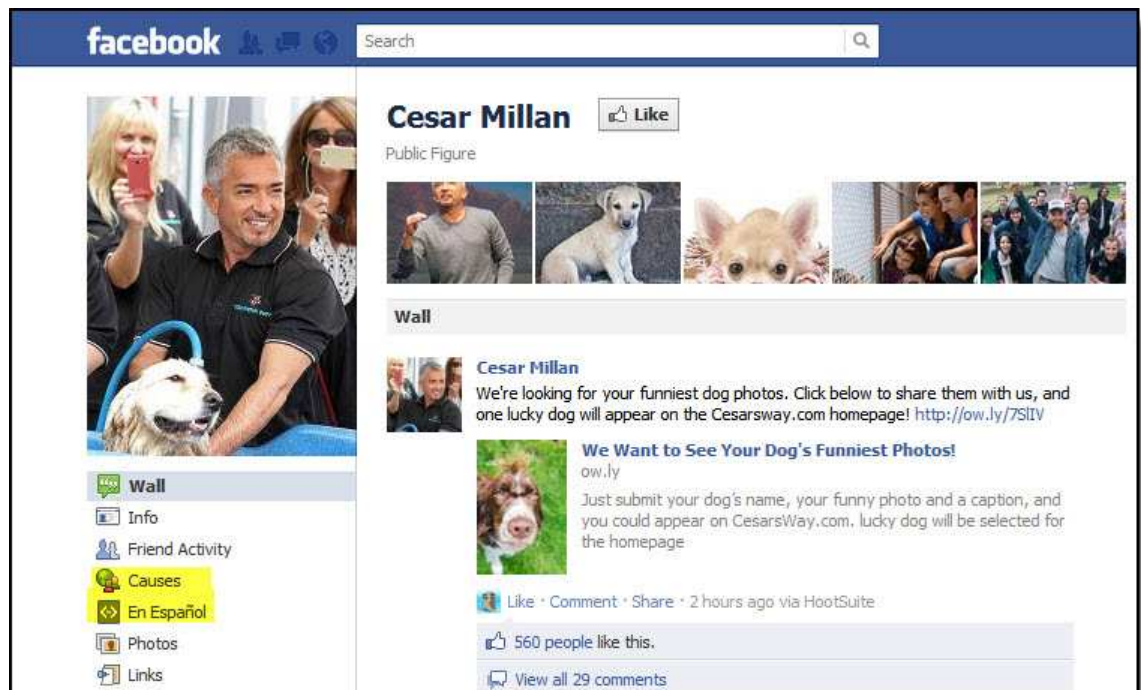 facebook
Search
Cesar Millan
Like
Public Figure
Wall
Cesar Millan
We're looking for your funniest dog photos. Click below to share them with us, and
one lucky dog will appear on the Cesarsway.com homepage! http://ow.ly/7SlIV
We Want to See Your Dog's Funniest Photos!
ow.ly
Just submit your dog's name, your funny photo and a caption, and
you could appear on CesarsWay.com. lucky dog will be selected for
the homepage
Like · Comment · Share · 2 hours ago via HootSuite
560 people like this.
View all 29 comments
Wall
Info
Friend Activity
Causes
En Español
Photos
Links